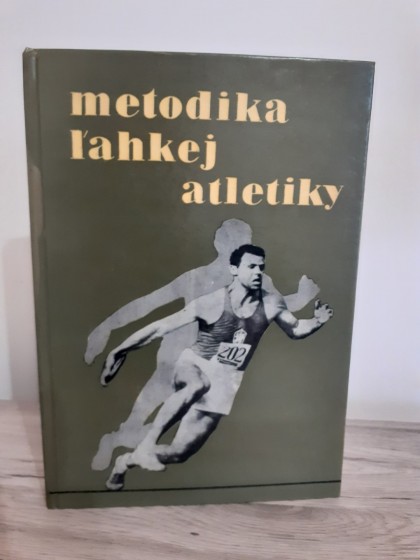 metodika
ľahkej
atletiky
202